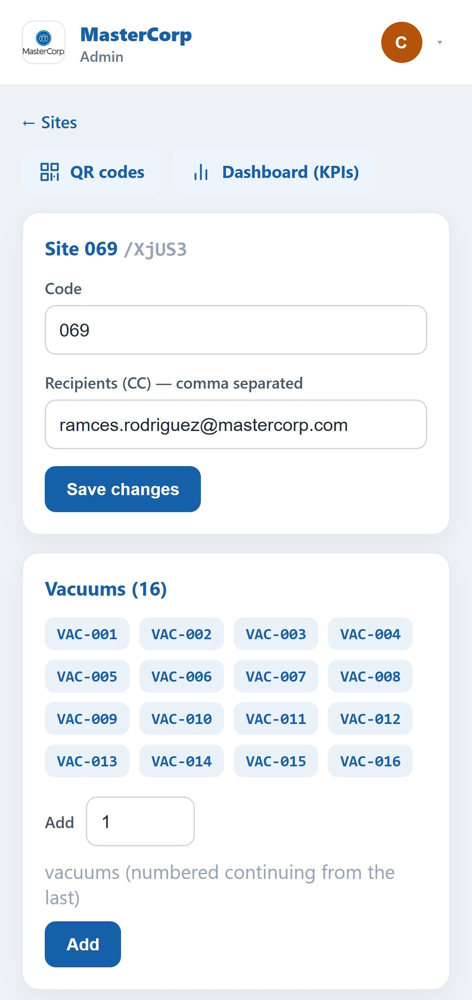 MasterCorp
MasterCorp
Admin
C ▾
← Sites
QR codes
Dashboard (KPIs)
Site 069 /XjUS3
Code
069
Recipients (CC) — comma separated
ramces.rodriguez@mastercorp.com
Save changes
Vacuums (16)
VAC-001 VAC-002 VAC-003 VAC-004
VAC-005 VAC-006 VAC-007 VAC-008
VAC-009 VAC-010 VAC-011 VAC-012
VAC-013 VAC-014 VAC-015 VAC-016
Add 1
vacuums (numbered continuing from the
last)
Add